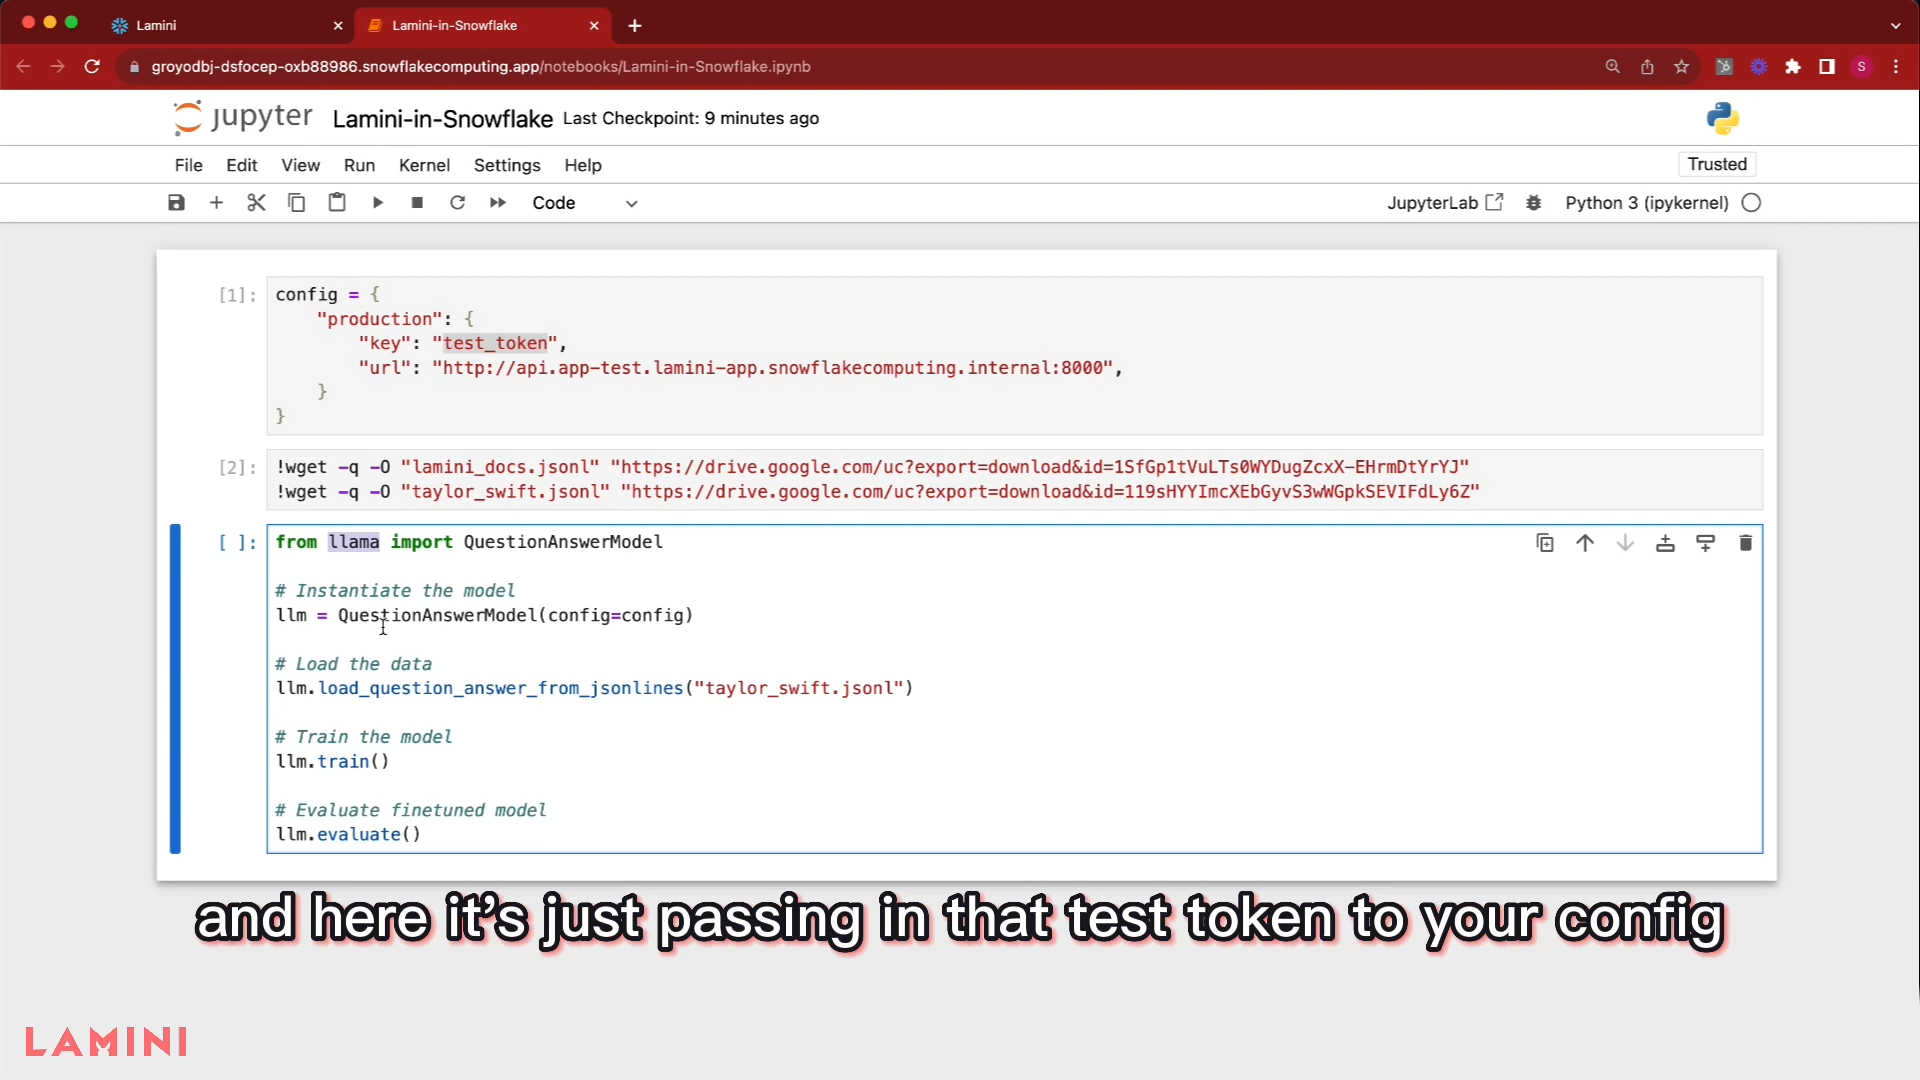 Lamini
Lamini-in-Snowflake
groyodbj-dsfocep-oxb88986.snowflakecomputing.app/notebooks/Lamini-in-Snowflake.ipynb
S
jupyter Lamini-in-Snowflake Last Checkpoint: 9 minutes ago
File Edit View Run Kernel Settings Help
Trusted
Code
JupyterLab
Python 3 (ipykernel)
[1]: config = {
"production": {
"key": "test_token",
"url": "http://api.app-test.lamini-app.snowflakecomputing.internal:8000",
}
}
[2]: !wget -q -O "lamini_docs.jsonl" "https://drive.google.com/uc?export=download&id=1SfGp1tVuLTs0WYDugZcxX-EHrmDtYrYJ"
!wget -q -O "taylor_swift.jsonl" "https://drive.google.com/uc?export=download&id=119sHYYImcXEbGyvS3wWGpkSEVIFdLy6Z"
[ ]: from llama import QuestionAnswerModel
# Instantiate the model
llm = QuestionAnswerModel(config=config)
# Load the data
llm.load_question_answer_from_jsonlines("taylor_swift.jsonl")
# Train the model
llm.train()
# Evaluate finetuned model
llm.evaluate()
and here it's just passing in that test token to your config
LAMINI